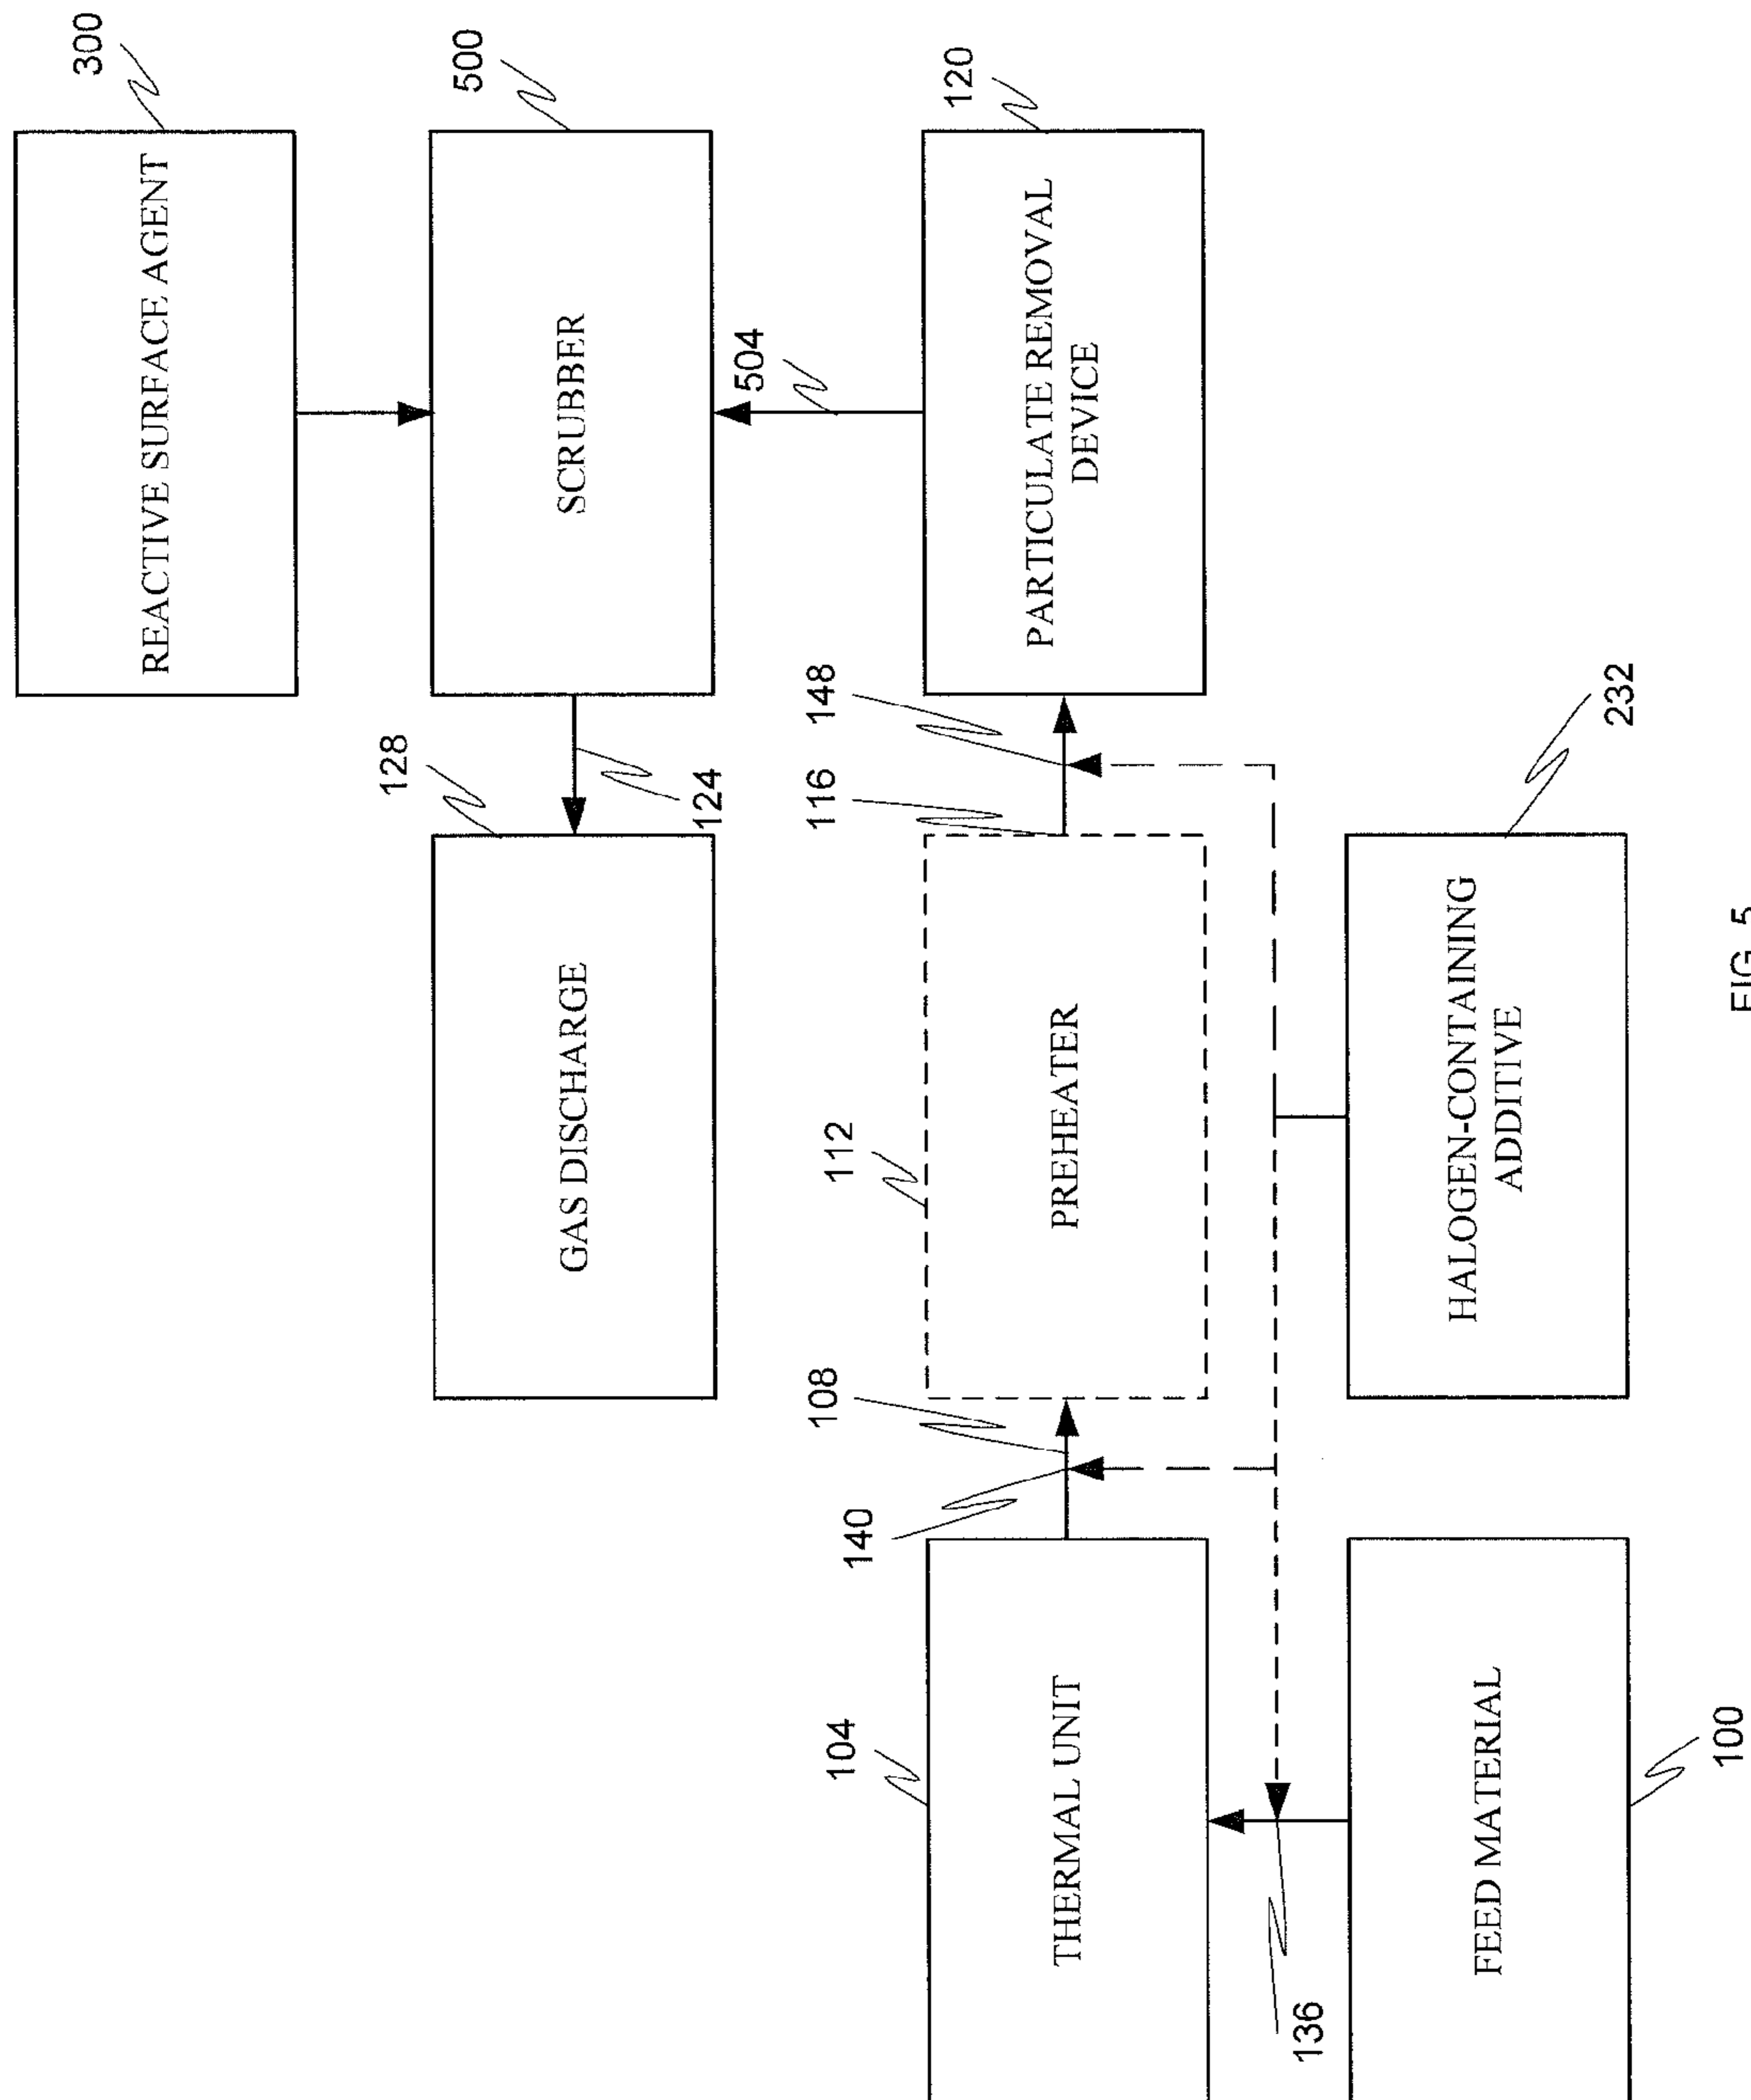 300
REACTIVE SURFACE AGENT
500
SCRUBBER
128
124
GAS DISCHARGE
504
120
PARTICULATE REMOVAL
DEVICE
148
116
112
PREHEATER
108
140
104
THERMAL UNIT
232
HALOGEN-CONTAINING
ADDITIVE
136
FEED MATERIAL
100
FIG. 5